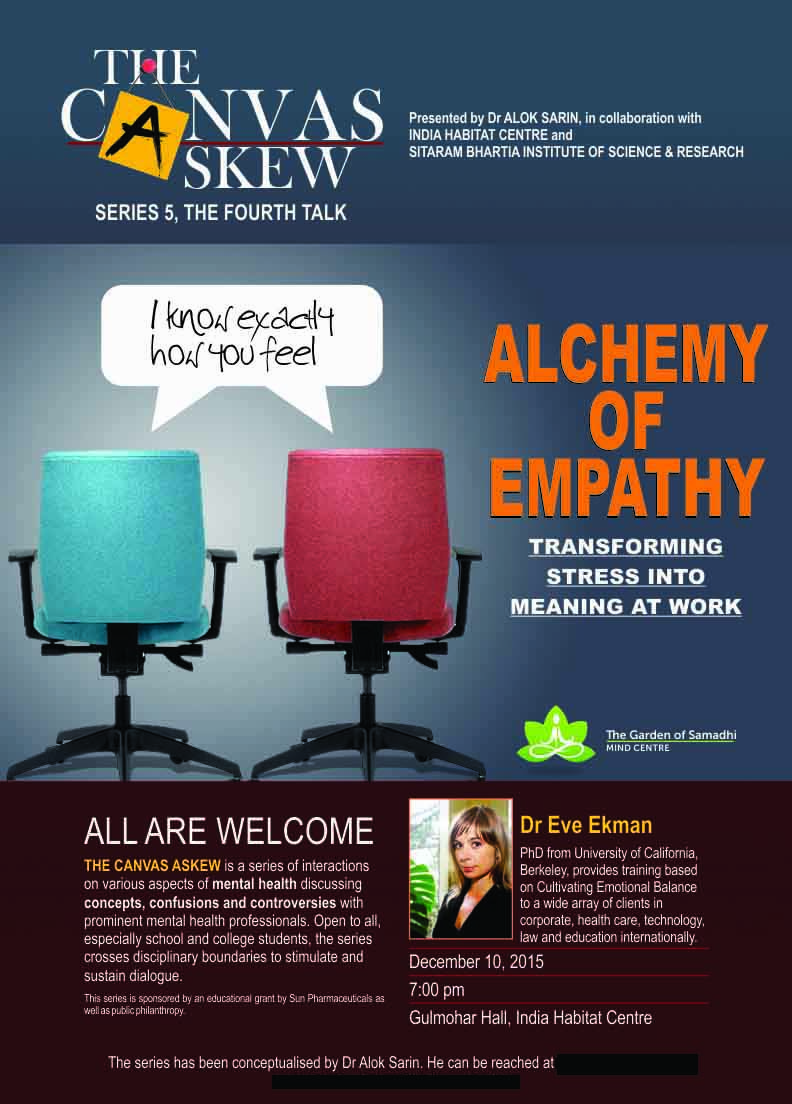 THE
CANVAS
ASKEW
SERIES 5, THE FOURTH TALK
Presented by Dr ALOK SARIN, in collaboration with
INDIA HABITAT CENTRE and
SITARAM BHARTIA INSTITUTE OF SCIENCE & RESEARCH
I know exactly
how you feel
ALCHEMY
OF
EMPATHY
TRANSFORMING
STRESS INTO
MEANING AT WORK
The Garden of Samadhi
MIND CENTRE
ALL ARE WELCOME
THE CANVAS ASKEW is a series of interactions
on various aspects of mental health discussing
concepts, confusions and controversies with
prominent mental health professionals. Open to all,
especially school and college students, the series
crosses disciplinary boundaries to stimulate and
sustain dialogue.
This series is sponsored by an educational grant by Sun Pharmaceuticals as
well as public philanthropy.
Dr Eve Ekman
PhD from University of California,
Berkeley, provides training based
on Cultivating Emotional Balance
to a wide array of clients in
corporate, health care, technology,
law and education internationally.
December 10, 2015
7:00 pm
Gulmohar Hall, India Habitat Centre
The series has been conceptualised by Dr Alok Sarin. He can be reached at